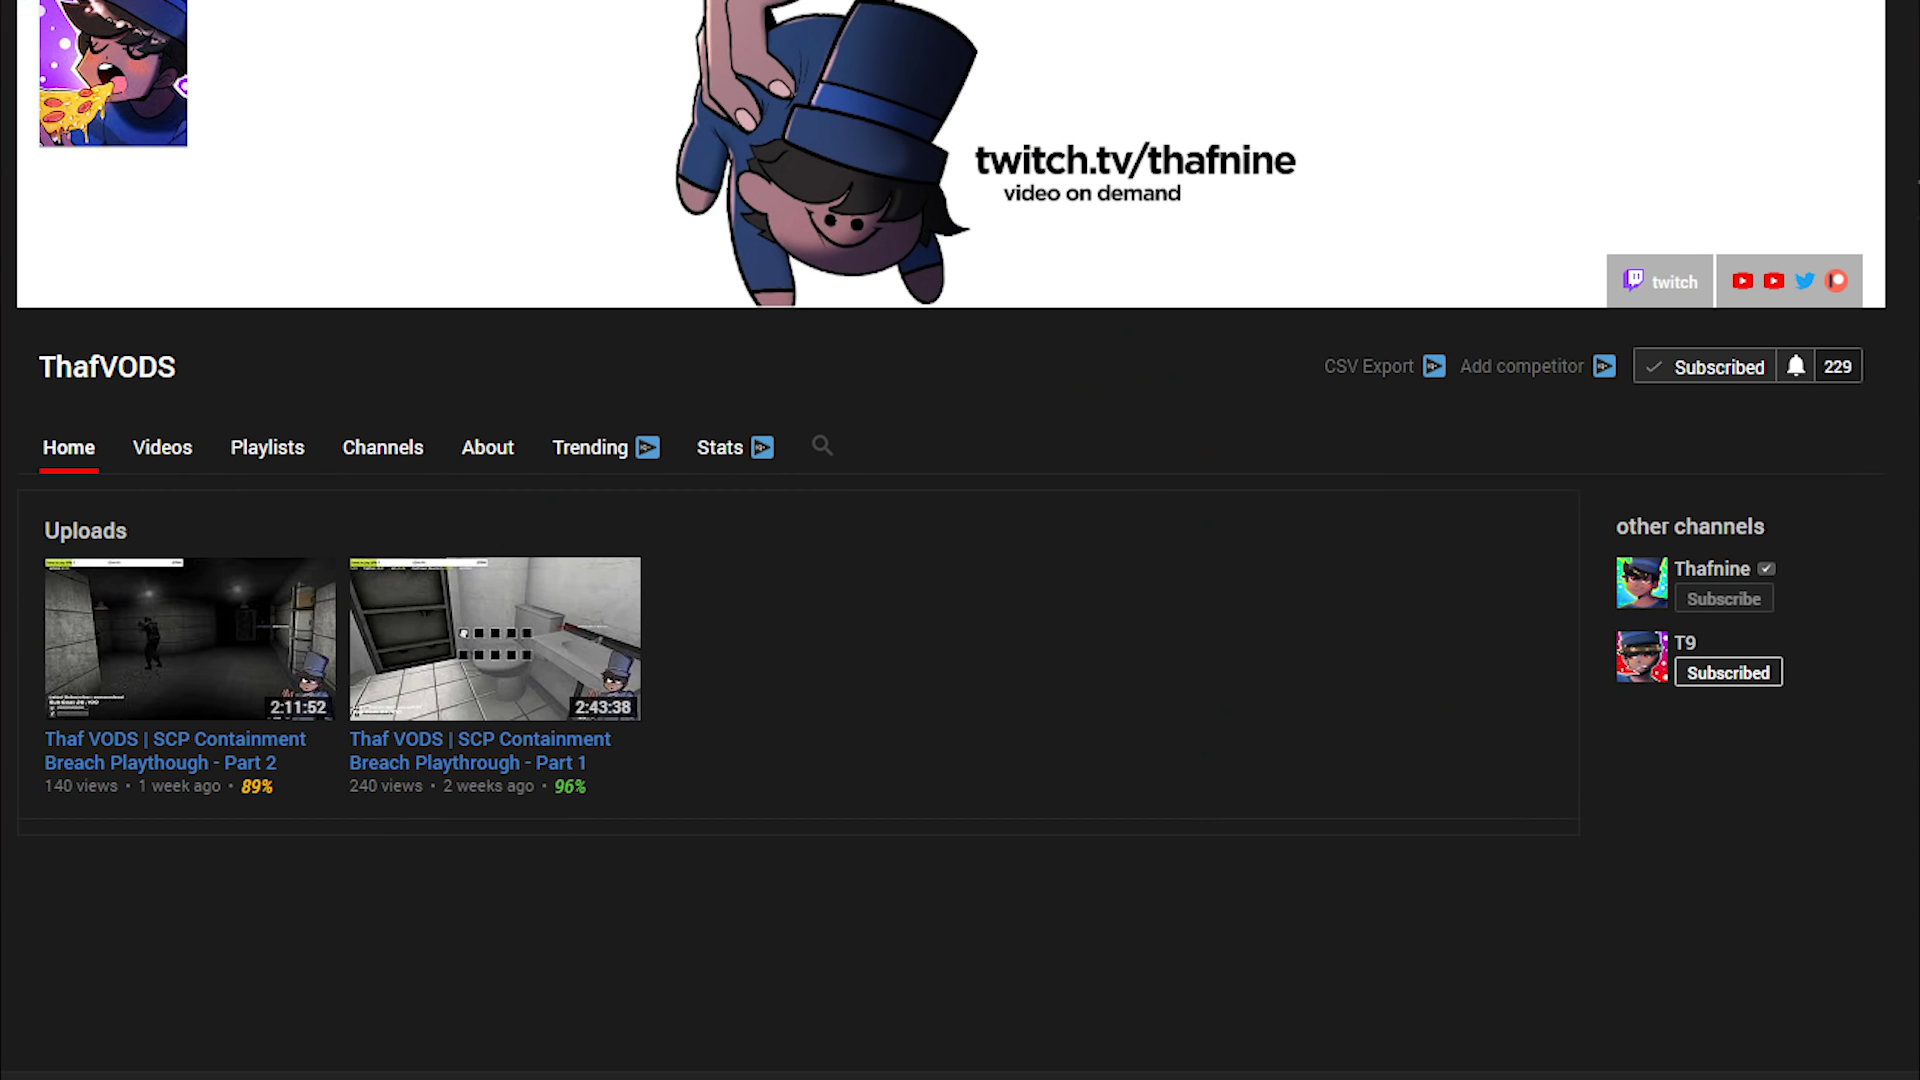 twitch.tv/thafnine
video on demand
twitch
ThafVODS
CSV Export
Add competitor
Subscribed
229
Home
Videos
Playlists
Channels
About
Trending
Stats
Uploads
2:11:52
2:43:38
Thaf VODS | SCP Containment
Breach Playthough - Part 2
140 views • 1 week ago • 89%
Thaf VODS | SCP Containment
Breach Playthrough - Part 1
240 views • 2 weeks ago • 96%
other channels
Thafnine
Subscribe
T9
Subscribed